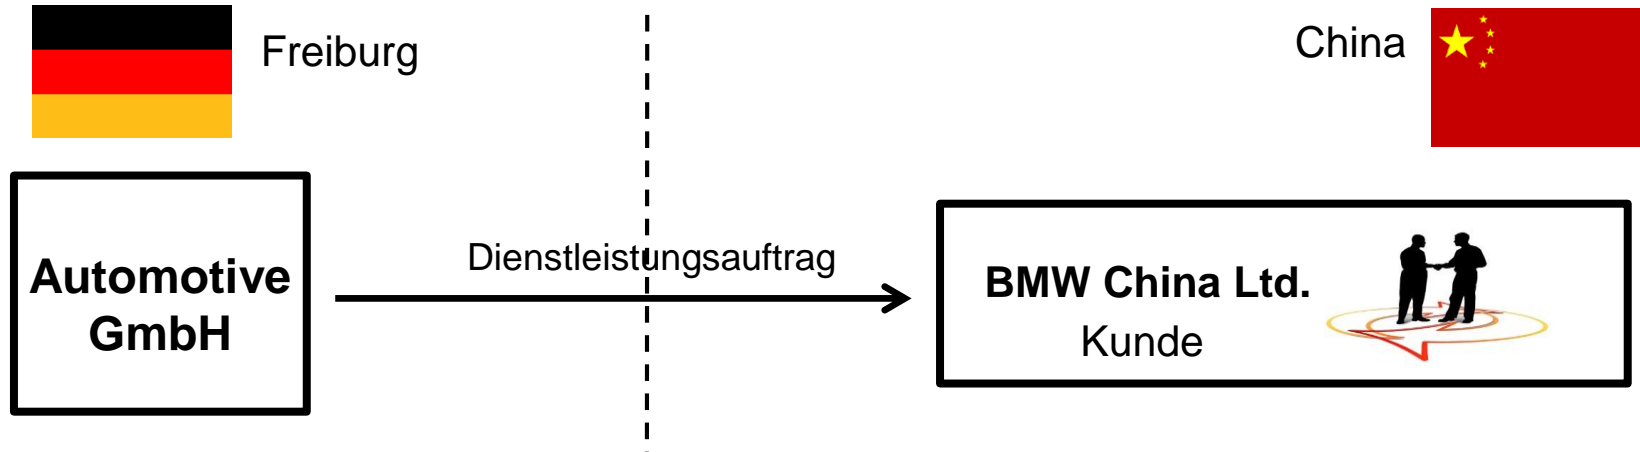 Freiburg
China
Dienstleistungsauftrag
Automotive
GmbH
BMW China Ltd.
Kunde